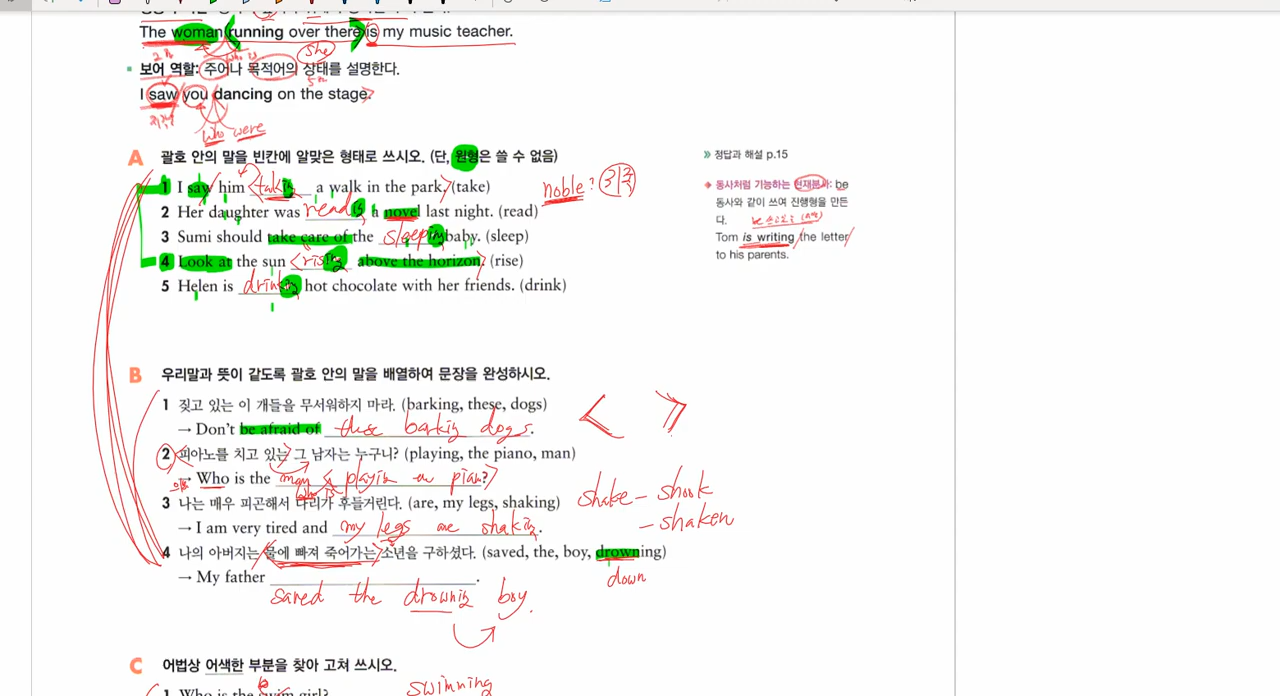 The woman running over there is my music teacher.
who is
She
보어 역할: 주어나 목적어의 상태를 설명한다.
I saw you dancing on the stage.
who were
A 괄호 안의 말을 빈칸에 알맞은 형태로 쓰시오. (단, 원형은 쓸 수 없음)
» 정답과 해설 p.15
1 I saw him <taking a walk in the park.> (take)
noble?
동사처럼 기능하는 현재분사: be
2 Her daughter was reading a novel last night. (read)
동사와 같이 쓰여 진행형을 만든
다.
3 Sumi should take care of the sleeping baby. (sleep)
Tom is writing the letter
4 Look at the sun <rising above the horizon.> (rise)
to his parents.
5 Helen is drinking hot chocolate with her friends. (drink)
B 우리말과 뜻이 같도록 괄호 안의 말을 배열하여 문장을 완성하시오.
1 짖고 있는 이 개들을 무서워하지 마라. (barking, these, dogs)
→ Don't be afraid of these barking dogs.
2 피아노를 치고 있는 그 남자는 누구니? (playing, the piano, man)
→ Who is the man < playing the piano?>
who is
3 나는 매우 피곤해서 다리가 후들거린다. (are, my legs, shaking)
shake - shook
- shaken
→ I am very tired and my legs are shaking.
4 나의 아버지는 물에 빠져 죽어가는 소년을 구하셨다. (saved, the, boy, drowning)
down
→ My father
saved the drowning boy.
C 어법상 어색한 부분을 찾아 고쳐 쓰시오.
1 Who is the swim girl?
swimming